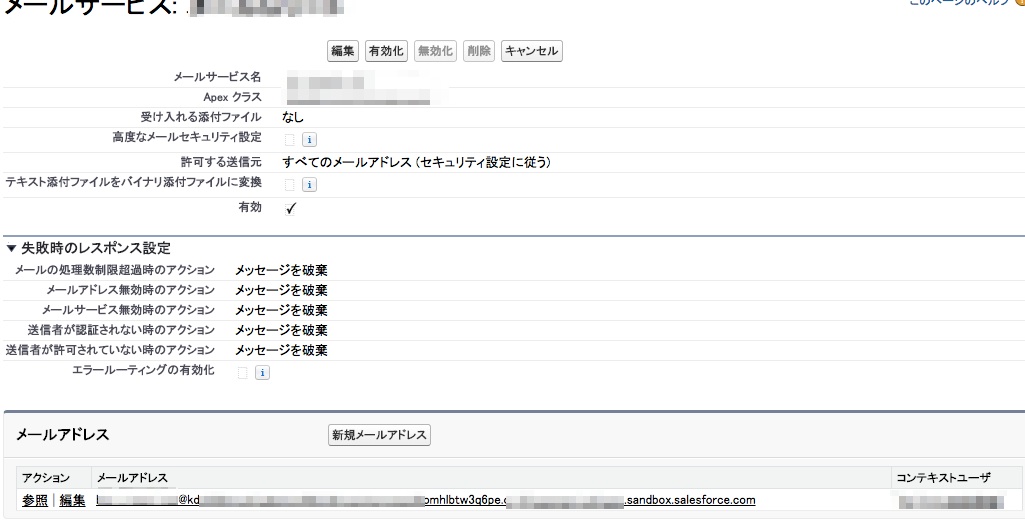 メールサービス:
このページのヘルプ
編集 有効化 無効化 削除 キャンセル
メールサービス名
Apex クラス
受け入れる添付ファイル なし
高度なメールセキュリティ設定 i
許可する送信元 すべてのメールアドレス (セキュリティ設定に従う)
テキスト添付ファイルをバイナリ添付ファイルに変換 i
有効 ✓
▼ 失敗時のレスポンス設定
メールの処理数制限超過時のアクション メッセージを破棄
メールアドレス無効時のアクション メッセージを破棄
メールサービス無効時のアクション メッセージを破棄
送信者が認証されない時のアクション メッセージを破棄
送信者が許可されていない時のアクション メッセージを破棄
エラールーティングの有効化 i
メールアドレス 新規メールアドレス
アクション メールアドレス コンテキストユーザ
参照 | 編集 @kd omhlbtw3q6pe. .sandbox.salesforce.com